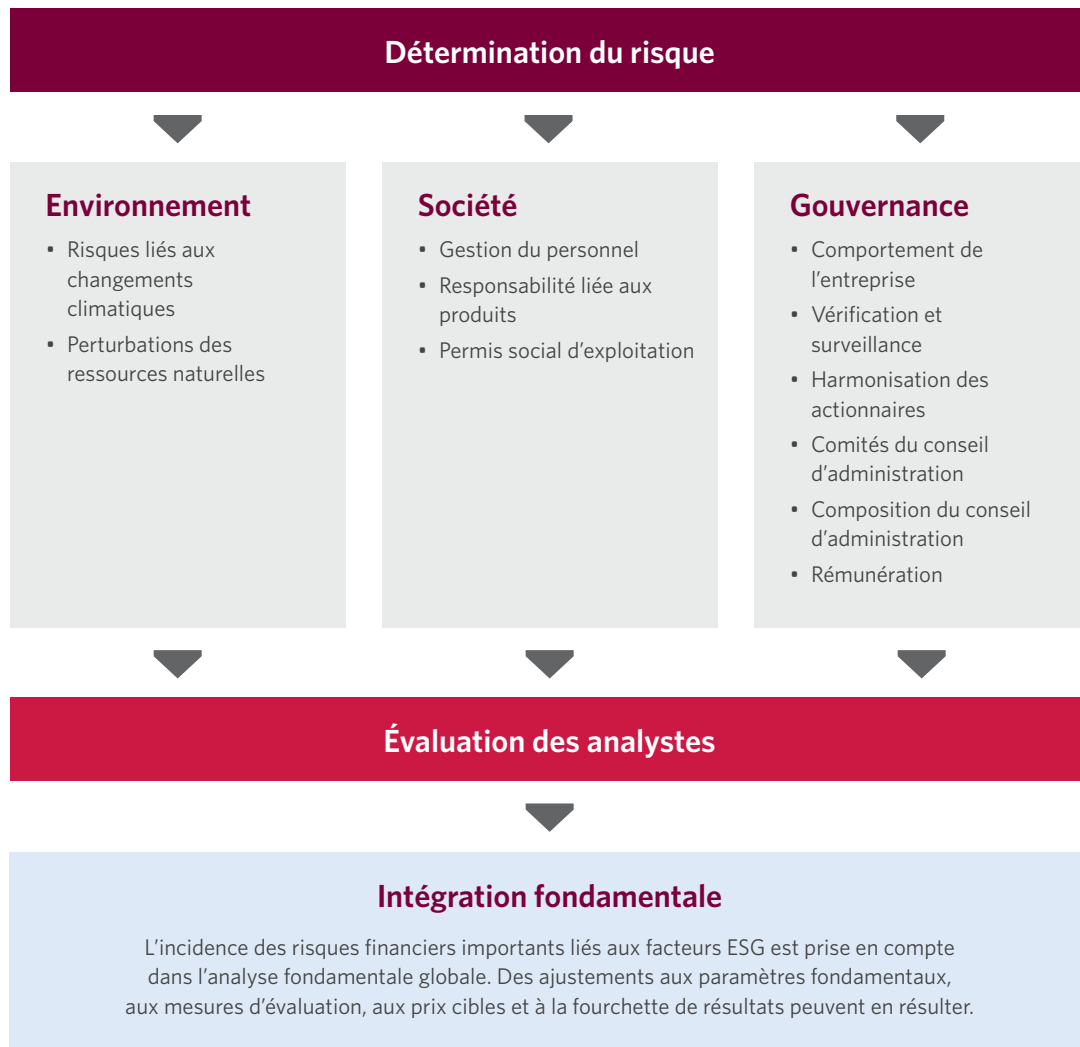 Détermination du risque
Environnement
• Risques liés aux
changements
climatiques
• Perturbations des
ressources naturelles
Société
• Gestion du personnel
• Responsabilité liée aux
produits
• Permis social d’exploitation
Gouvernance
• Comportement de
l’entreprise
• Vérification et
surveillance
• Harmonisation des
actionnaires
• Comités du conseil
d’administration
• Composition du conseil
d’administration
• Rémunération
Évaluation des analystes
Intégration fondamentale
L’incidence des risques financiers importants liés aux facteurs ESG est prise en compte
dans l’analyse fondamentale globale. Des ajustements aux paramètres fondamentaux,
aux mesures d’évaluation, aux prix cibles et à la fourchette de résultats peuvent en résulter.